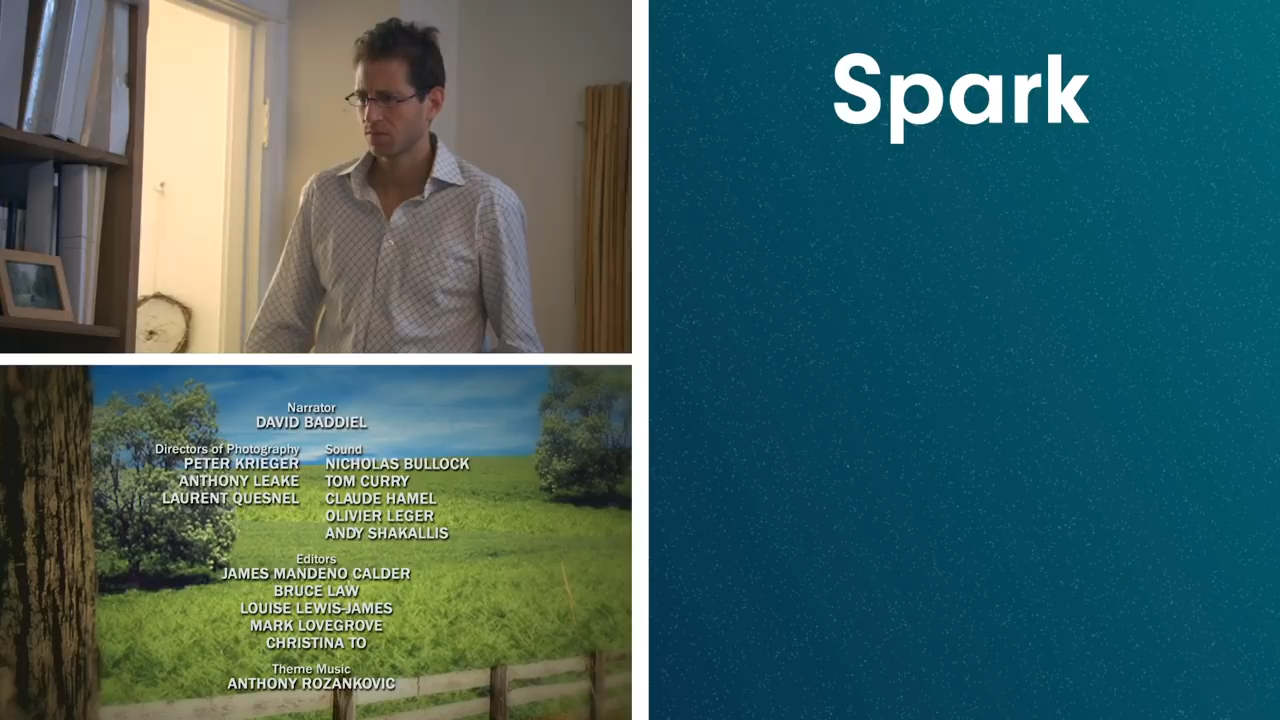 Spark
Narrator
DAVID BADDIEL
Directors of Photography
PETER KRIEGER
ANTHONY LEAKE
LAURENT QUESNEL
Sound
NICHOLAS BULLOCK
TOM CURRY
CLAUDE HAMEL
OLIVIER LEGER
ANDY SHAKALLIS
Editors
JAMES MANDENO CALDER
BRUCE LAW
LOUISE LEWIS-JAMES
MARK LOVEGROVE
CHRISTINA TO
Theme Music
ANTHONY ROZANKOVIC